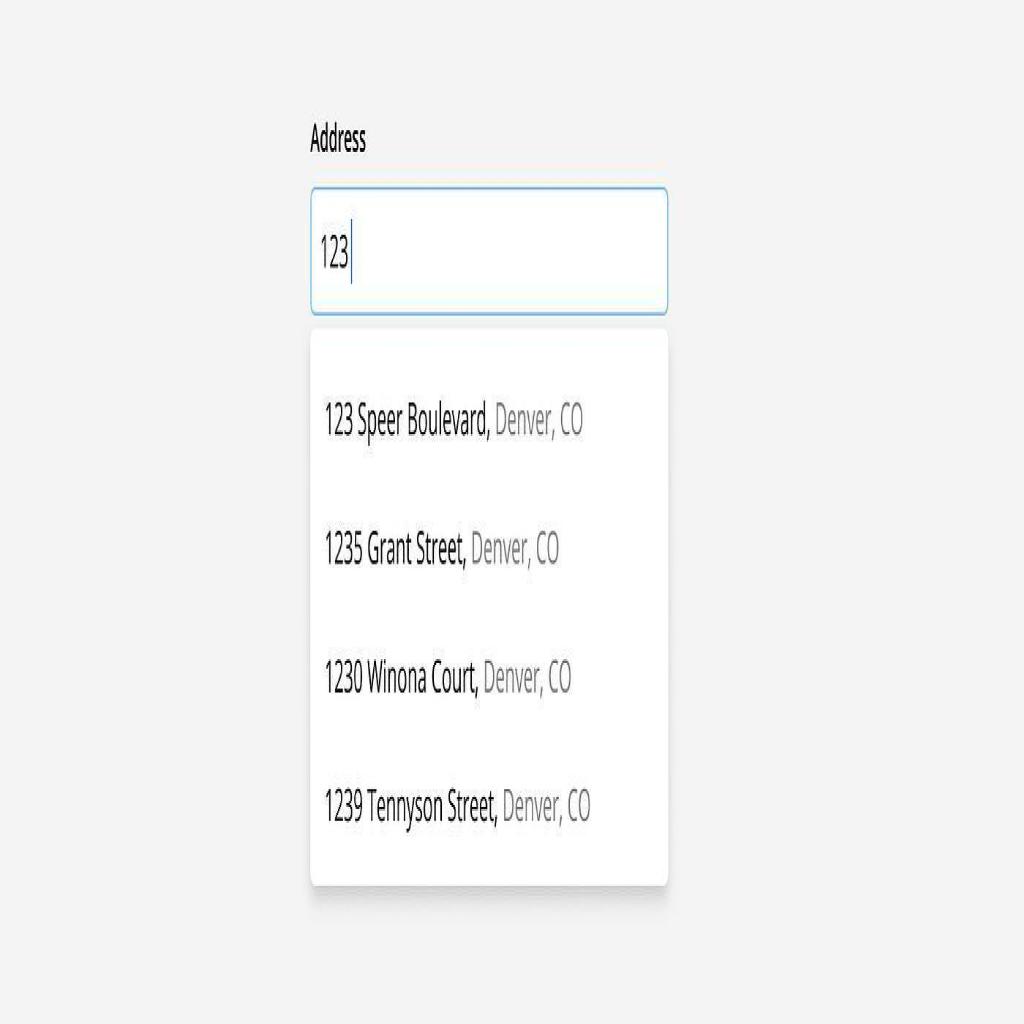 Address
123
123 Speer Boulevard, Denver, CO
1235 Grant Street, Denver, CO
1230 Winona Court, Denver, CO
1239 Tennyson Street, Denver, CO